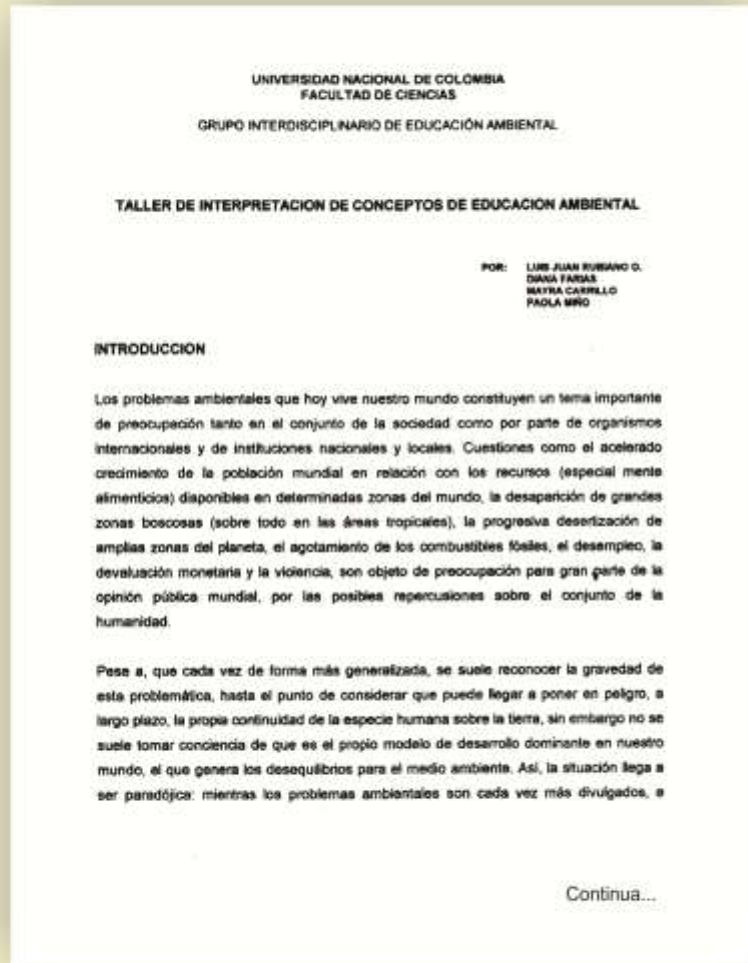 UNIVERSIDAD NACIONAL DE COLOMBIA
FACULTAD DE CIENCIAS
GRUPO INTERDISCIPLINARIO DE EDUCACIÓN AMBIENTAL
TALLER DE INTERPRETACION DE CONCEPTOS DE EDUCACION AMBIENTAL
POR: LUIS JUAN RUBIANO O.
DIANA FARIAS
MAYRA CARRILLO
PAOLA MIÑO
INTRODUCCION
Los problemas ambientales que hoy vive nuestro mundo constituyen un tema importante
de preocupación tanto en el conjunto de la sociedad como por parte de organismos
internacionales y de instituciones nacionales y locales. Cuestiones como el acelerado
crecimiento de la población mundial en relación con los recursos (especial mente
alimenticios) disponibles en determinadas zonas del mundo, la desaparición de grandes
zonas boscosas (sobre todo en las áreas tropicales), la progresiva desertización de
amplias zonas del planeta, el agotamiento de los combustibles fósiles, el desempleo, la
devaluación monetaria y la violencia, son objeto de preocupación para gran parte de la
opinión pública mundial, por las posibles repercusiones sobre el conjunto de la
humanidad.
Pese a, que cada vez de forma más generalizada, se suele reconocer la gravedad de
esta problemática, hasta el punto de considerar que puede llegar a poner en peligro, a
largo plazo, la propia continuidad de la especie humana sobre la tierra, sin embargo no se
suele tomar conciencia de que es el propio modelo de desarrollo dominante en nuestro
mundo, el que genera los desequilibrios para el medio ambiente. Así, la situación llega a
ser paradójica: mientras los problemas ambientales son cada vez más divulgados, a
Continua...